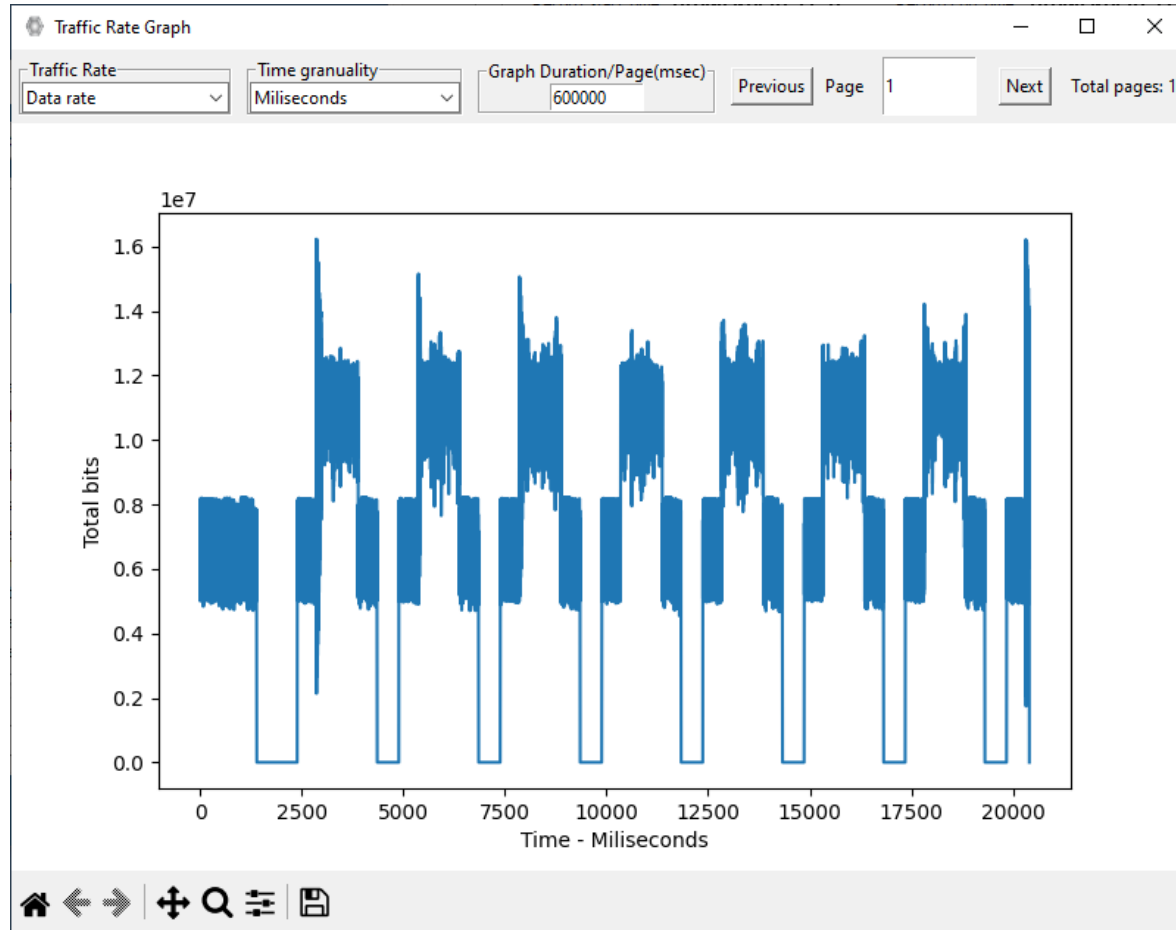 Traffic Rate Graph
Traffic Rate
Time granuality
Graph Duration/Page(msec)
Data rate
Miliseconds
600000
Previous
Page
1
Next
Total pages: 1
1e7
1.6
1.4
1.2
1.0
0.8
0.6
0.4
0.2
0.0
Total bits
0 2500 5000 7500 10000 12500 15000 17500 20000
Time - Miliseconds